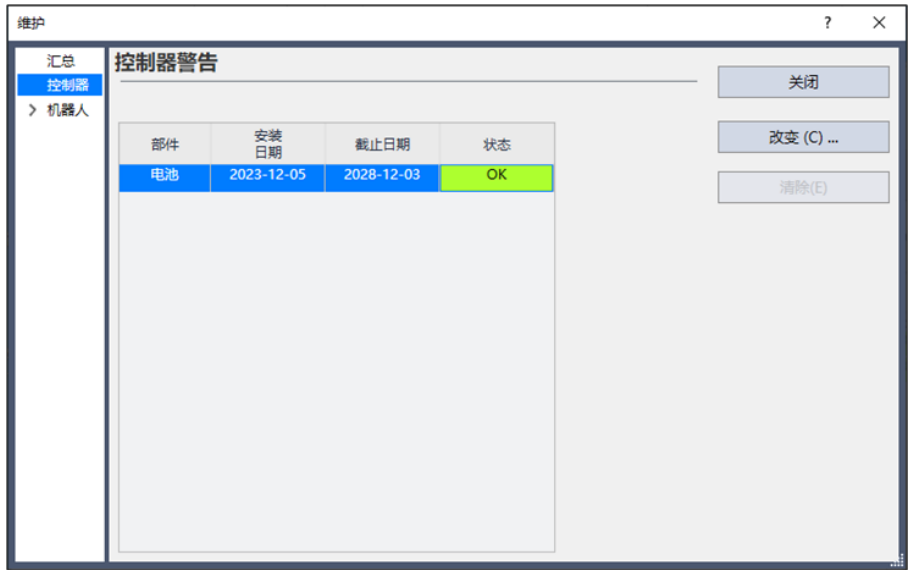 维护
?
汇总
控制器
机器人
控制器警告
关闭
改变 (C) ...
清除(E)
部件 安装日期 截止日期 状态
电池 2023-12-05 2028-12-03 OK